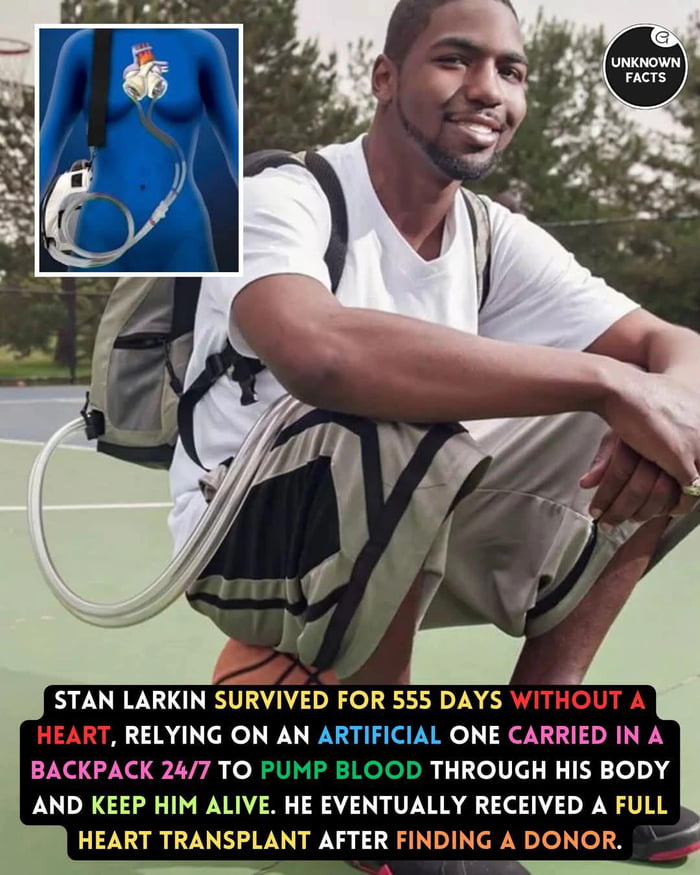 UNKNOWN
FACTS
STAN LARKIN SURVIVED FOR 555 DAYS WITHOUT A
HEART, RELYING ON AN ARTIFICIAL ONE CARRIED IN A
BACKPACK 24/7 TO PUMP BLOOD THROUGH HIS BODY
AND KEEP HIM ALIVE. HE EVENTUALLY RECEIVED A FULL
HEART TRANSPLANT AFTER FINDING A DONOR.